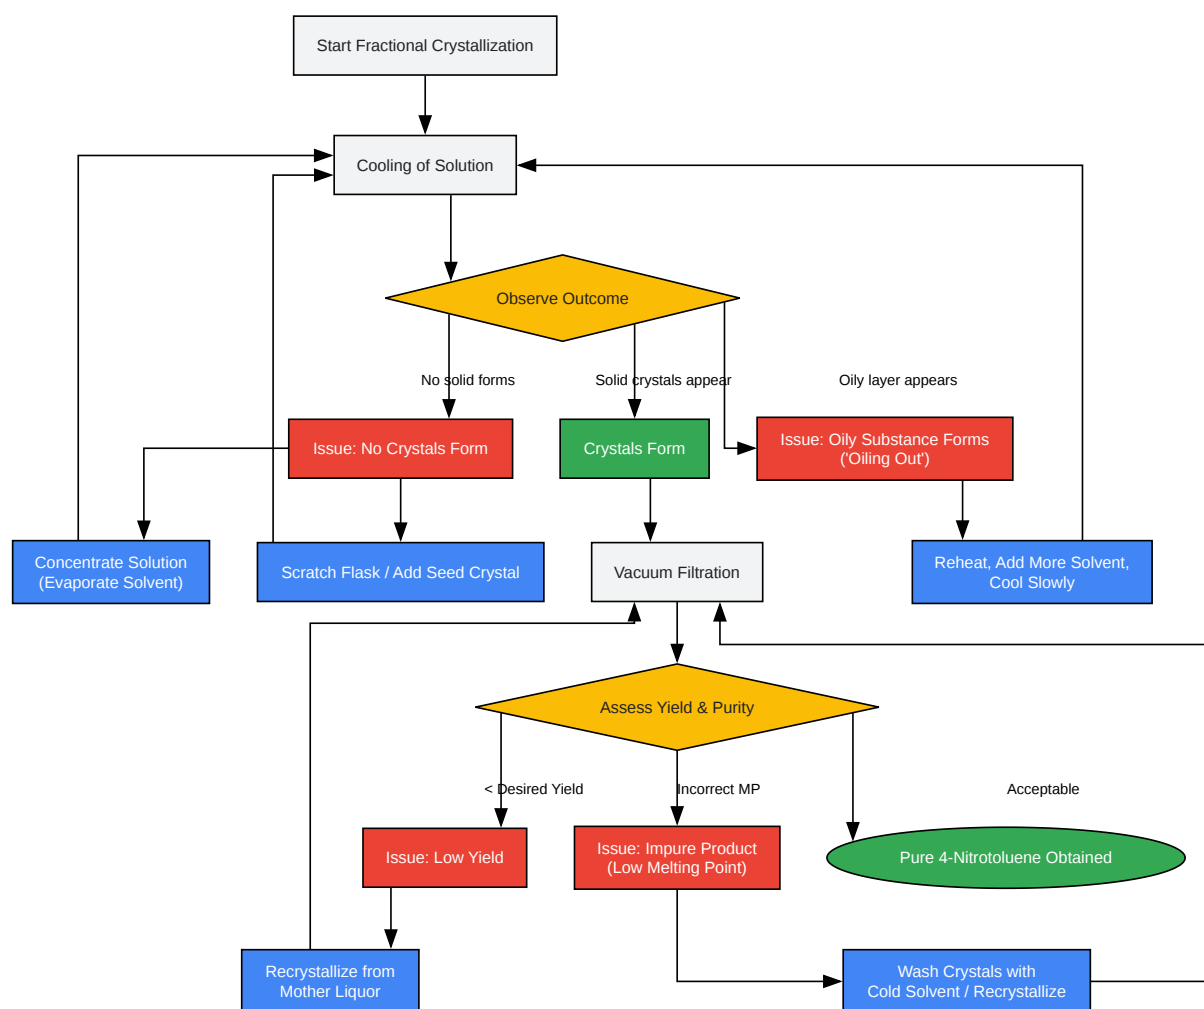 Start Fractional Crystallization
Cooling of Solution
Observe Outcome
No solid forms
Solid crystals appear
Oily layer appears
Issue: No Crystals Form
Crystals Form
Issue: Oily Substance Forms
('Oiling Out')
Concentrate Solution
(Evaporate Solvent)
Scratch Flask / Add Seed Crystal
Vacuum Filtration
Reheat, Add More Solvent,
Cool Slowly
Assess Yield & Purity
< Desired Yield
Incorrect MP
Acceptable
Issue: Low Yield
Issue: Impure Product
(Low Melting Point)
Pure 4-Nitrotoluene Obtained
Recrystallize from
Mother Liquor
Wash Crystals with
Cold Solvent / Recrystallize